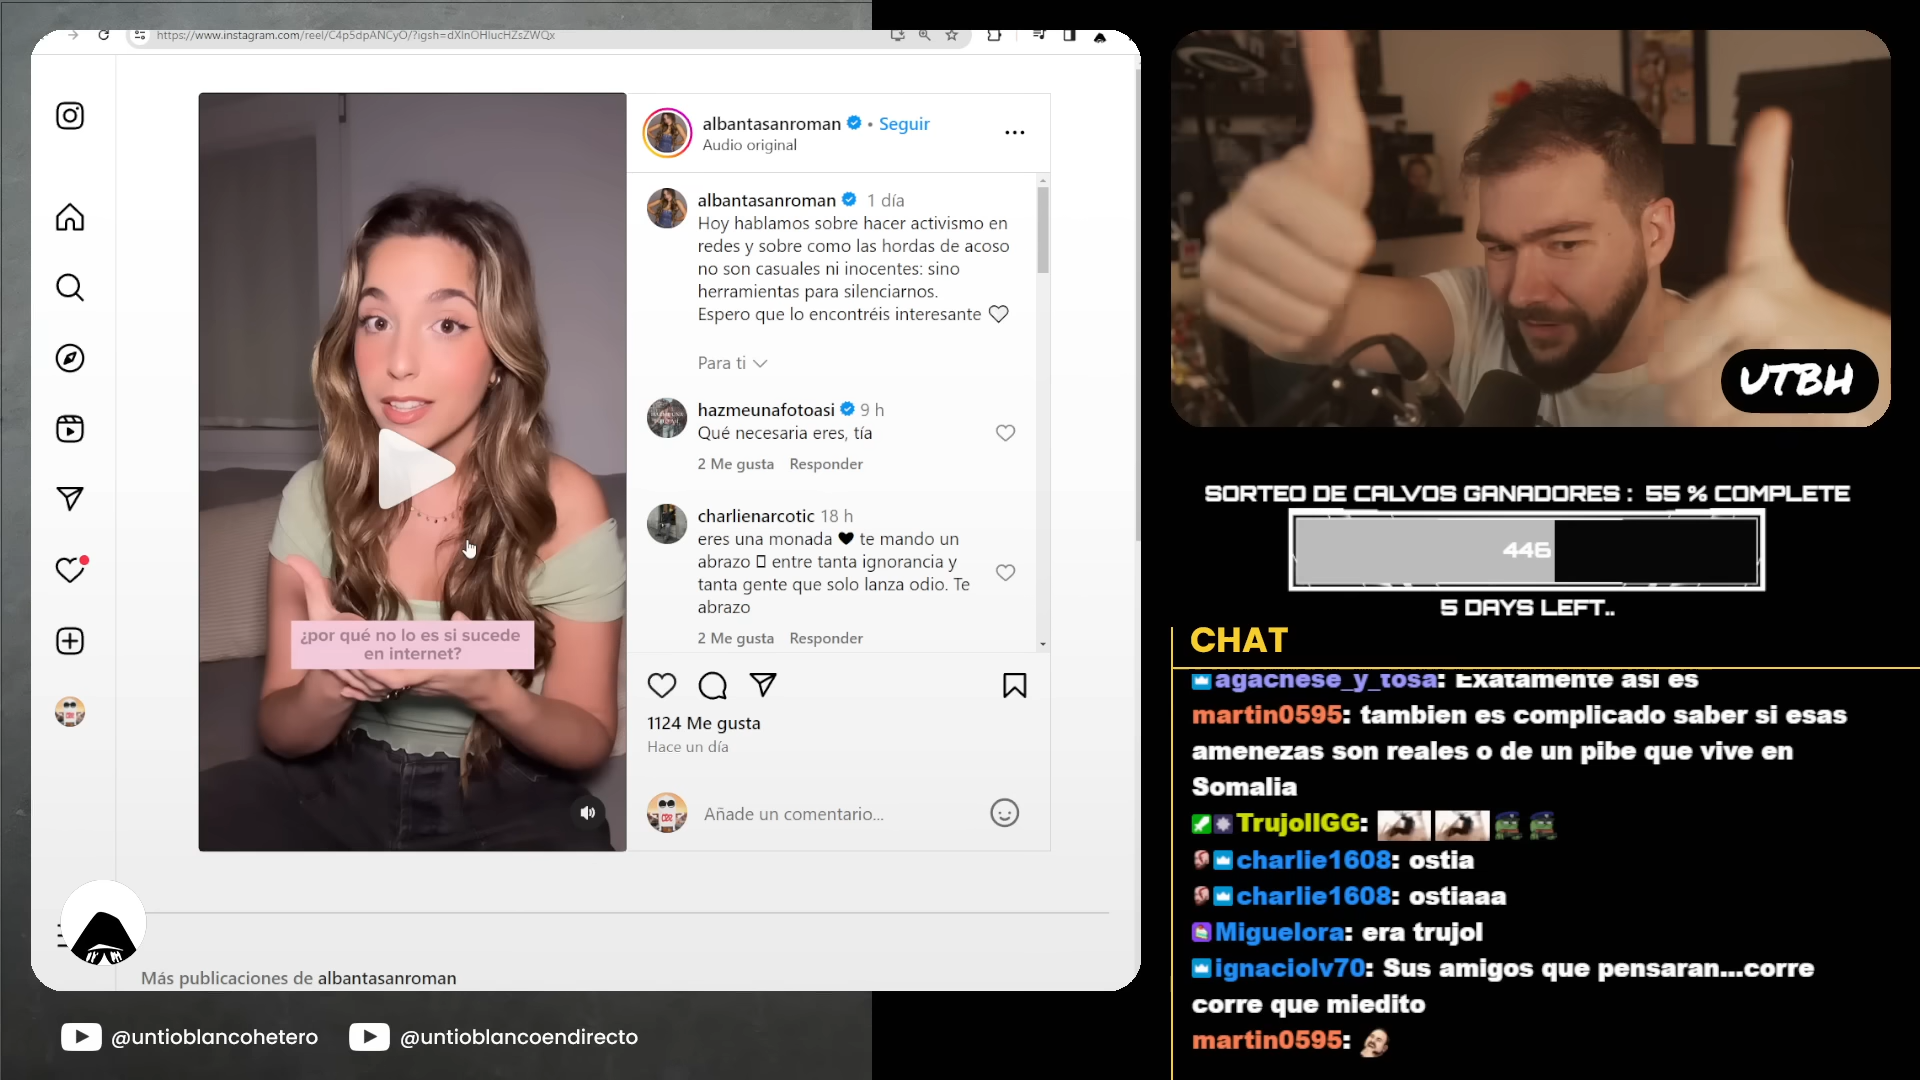 https://www.instagram.com/reel/C4p5dpANCyO/?igsh=dXlnOHlucHZsZWQx
albantasanroman • Seguir
Audio original
albantasanroman 1 día
Hoy hablamos sobre hacer activismo en
redes y sobre como las hordas de acoso
no son casuales ni inocentes: sino
herramientas para silenciarnos.
Espero que lo encontréis interesante
Para ti
hazmeunafotoasi 9 h
Qué necesaria eres, tía
2 Me gusta Responder
charlienarcotic 18 h
eres una monada 🖤 te mando un
abrazo entre tanta ignorancia y
tanta gente que solo lanza odio. Te
abrazo
2 Me gusta Responder
¿por qué no lo es si sucede
en internet?
1124 Me gusta
Hace un día
Añade un comentario...
Más publicaciones de albantasanroman
@untioblancohetero
@untioblancoendirecto
UTBH
SORTEO DE CALVOS GANADORES : 55 % COMPLETE
446
5 DAYS LEFT..
CHAT
agachese_y_tosa: Exatamente asi es
martin0595: tambien es complicado saber si esas
amenezas son reales o de un pibe que vive en
Somalia
TrujollGG:
charlie1608: ostia
charlie1608: ostiaaa
Miguelora: era trujol
ignaciolv70: Sus amigos que pensaran...corre
corre que miedito
martin0595: